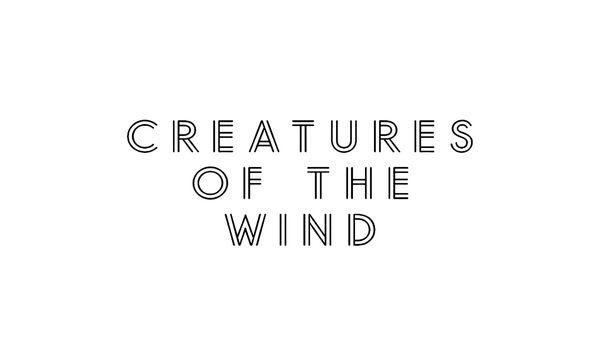 CREATURES
OF THE
WIND